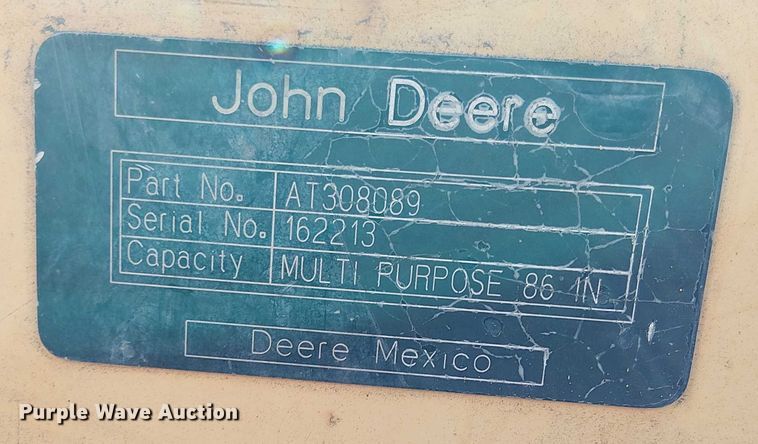 John Deere
Part No. AT308089
Serial No. 162213
Capacity MULTI PURPOSE 86 IN
Deere Mexico
Purple Wave Auction